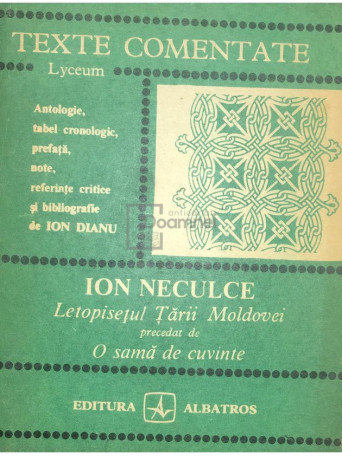 TEXTE COMENTATE
Lyceum
Antologie,
tabel cronologic,
prefață,
note,
referințe critice
și bibliografie
de ION DIANU
ION NECULCE
Letopisețul Țării Moldovei
precedat de
O samă de cuvinte
EDITURA ALBATROS